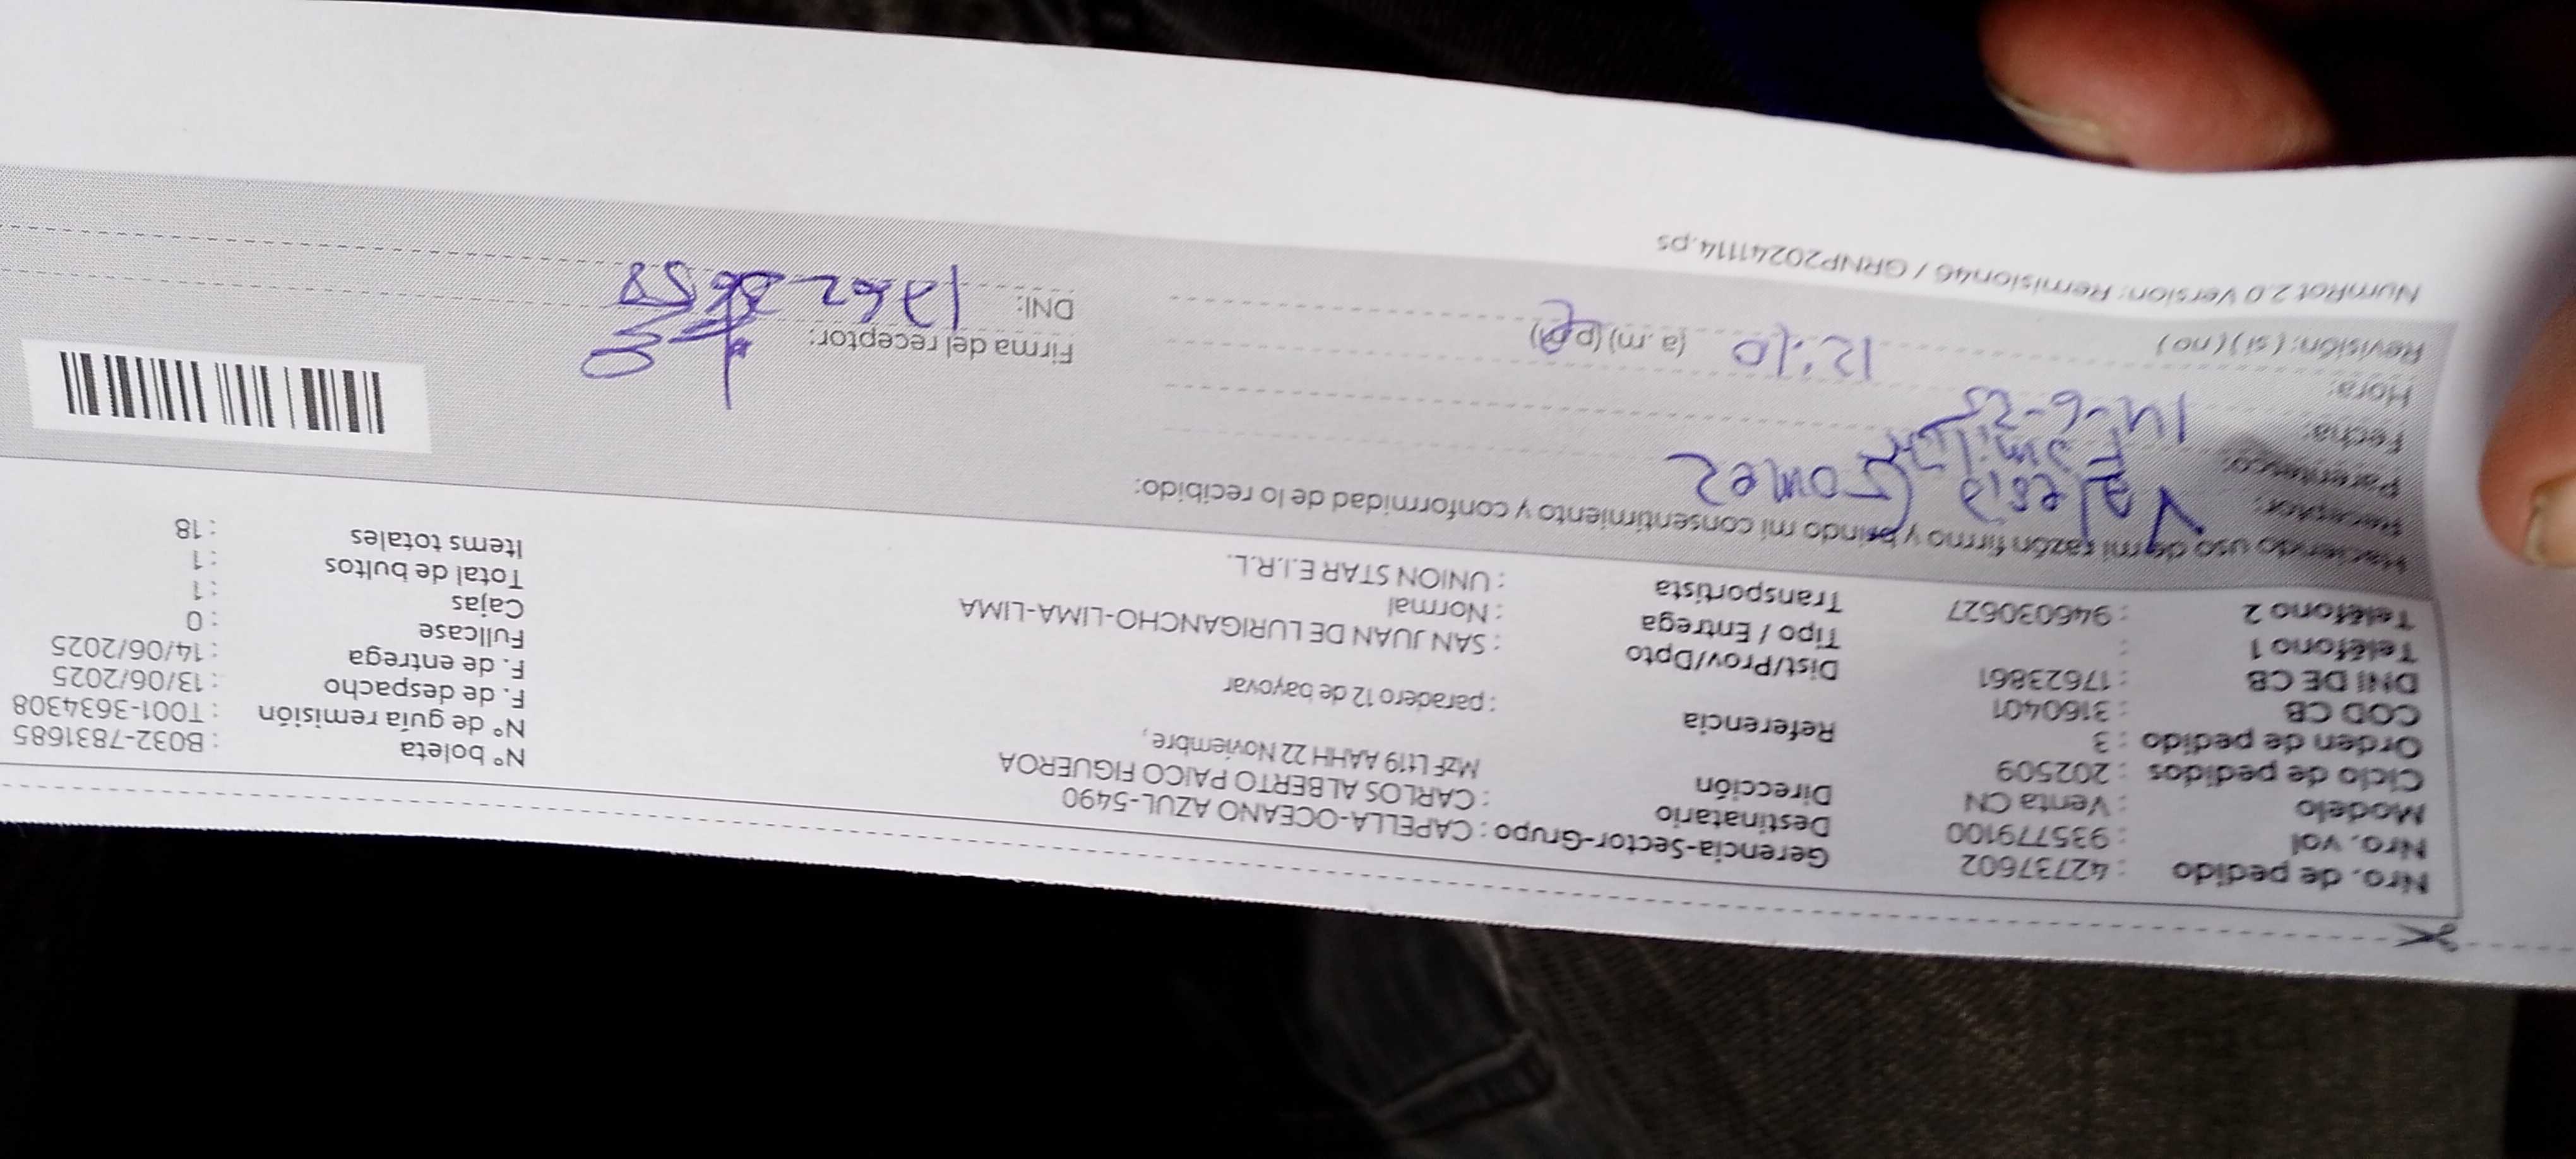 Nro. de pedido : 42737602
Nro. vol : 935779100
Modelo : Venta CN
Ciclo de pedidos : 202509
Orden de pedido : 3
COD CB : 3160401
DNI DE CB : 17623861
Teléfono 1 :
Teléfono 2 : 946030627
Gerencia-Sector-Grupo : CAPELLA-OCEANO AZUL-5490
Destinatario : CARLOS ALBERTO PAICO FIGUEROA
Dirección MzF Lt19 AAHH 22 Noviembre,
Referencia : paradero 12 de bayovar
Dist/Prov/Dpto : SAN JUAN DE LURIGANCHO-LIMA-LIMA
Tipo / Entrega : Normal
Transportista : UNION STAR E.I.R.L.
N° boleta : B032-7831685
N° de guía remisión : T001-3634308
F. de despacho : 13/06/2025
F. de entrega : 14/06/2025
Fullcase : 0
Cajas : 1
Total de bultos : 1
Items totales : 18
Haciendo uso de mi razón firmo y brindo mi consentimiento y conformidad de lo recibido:
Receptor: Gomez
Parentesco: Familiar
Fecha: 14-6-25
Hora: 12:10 (a.m) (p.m)
Revisión: (si) (no)
Firma del receptor:
DNI:
NumRot 2.0 Version: Remision46 / GRNP20241114.ps